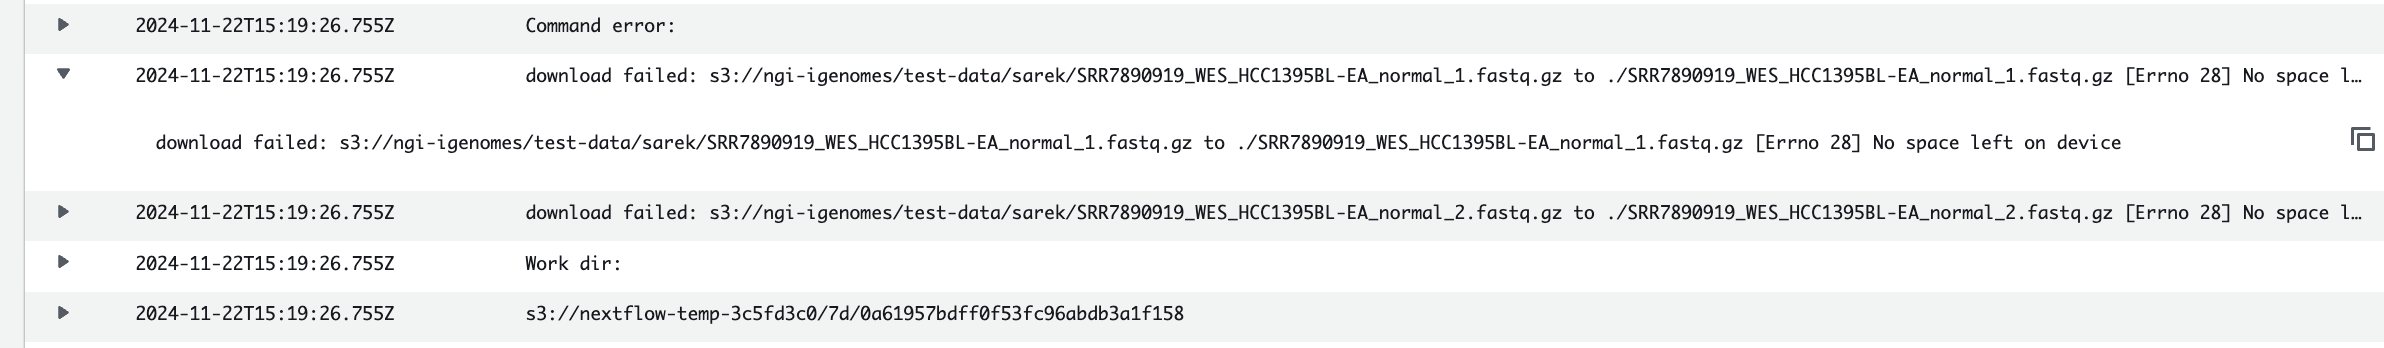 2024-11-22T15:19:26.755Z Command error:
2024-11-22T15:19:26.755Z download failed: s3://ngi-igenomes/test-data/sarek/SRR7890919_WES_HCC1395BL-EA_normal_1.fastq.gz to ./SRR7890919_WES_HCC1395BL-EA_normal_1.fastq.gz [Errno 28] No space l…
download failed: s3://ngi-igenomes/test-data/sarek/SRR7890919_WES_HCC1395BL-EA_normal_1.fastq.gz to ./SRR7890919_WES_HCC1395BL-EA_normal_1.fastq.gz [Errno 28] No space left on device
2024-11-22T15:19:26.755Z download failed: s3://ngi-igenomes/test-data/sarek/SRR7890919_WES_HCC1395BL-EA_normal_2.fastq.gz to ./SRR7890919_WES_HCC1395BL-EA_normal_2.fastq.gz [Errno 28] No space l…
2024-11-22T15:19:26.755Z Work dir:
2024-11-22T15:19:26.755Z s3://nextflow-temp-3c5fd3c0/7d/0a61957bdff0f53fc96abdb3a1f158